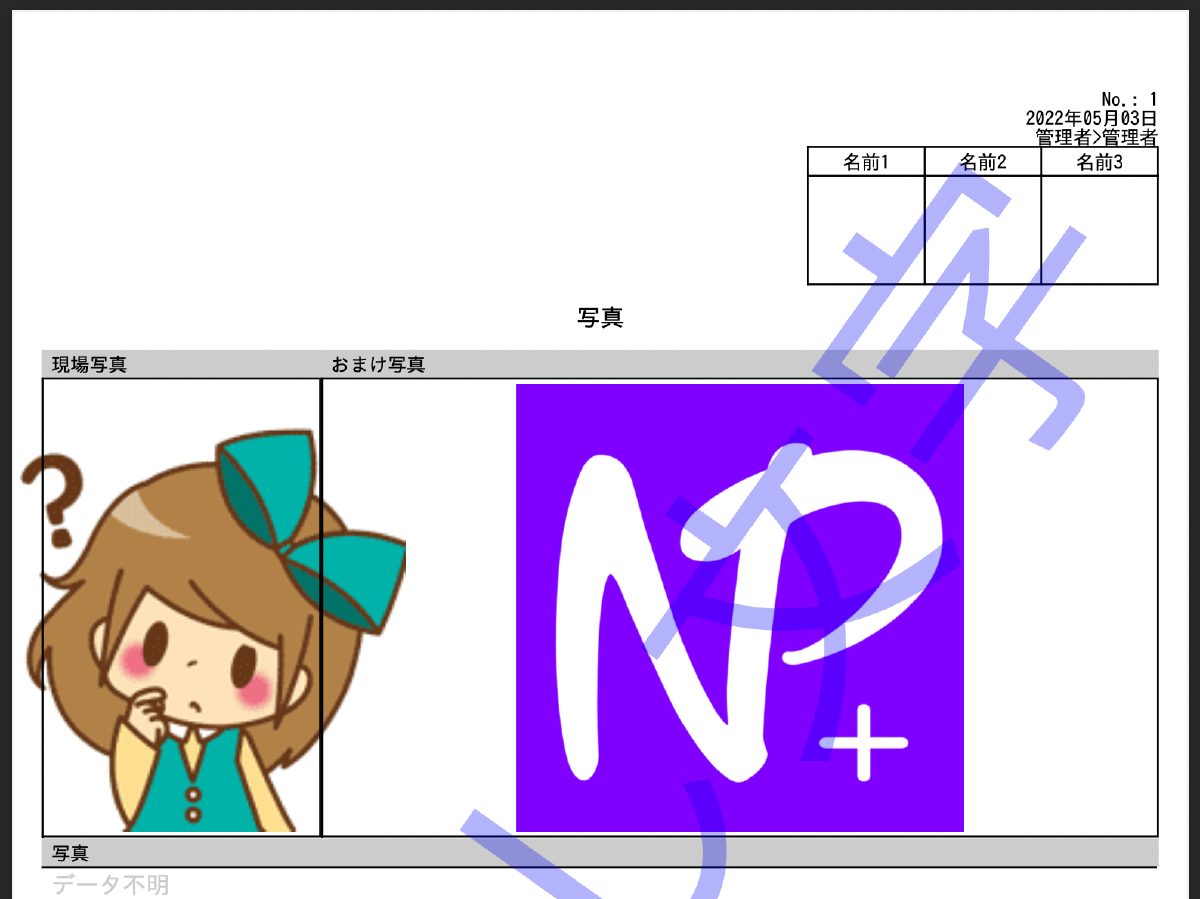 No.: 1
2022年05月03日
管理者>管理者
名前1 名前2 名前3
写真
現場写真 おまけ写真
?
NP+
写真
データ不明